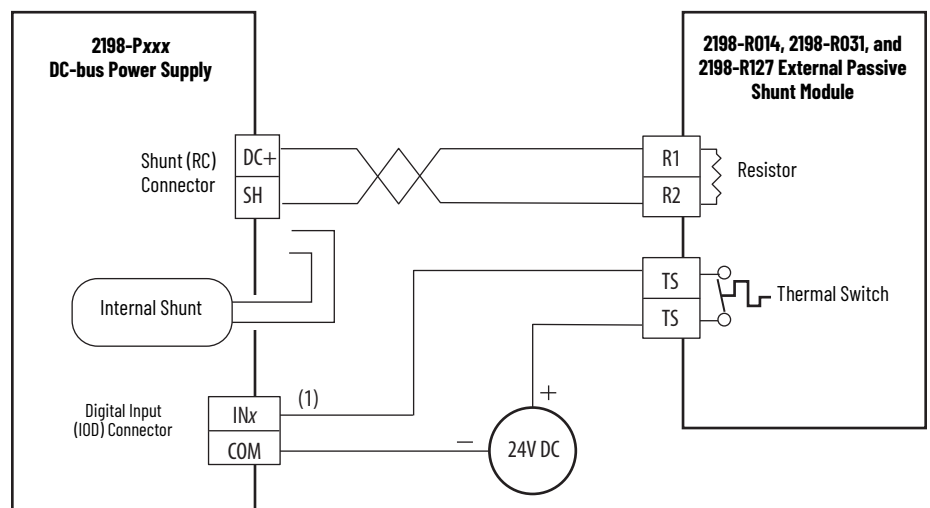 2198-Pxxx
DC-bus Power Supply
2198-R014, 2198-R031, and
2198-R127 External Passive
Shunt Module
Shunt (RC)
Connector
DC+
SH
R1
R2
Resistor
Internal Shunt
TS
TS
Thermal Switch
Digital Input
(IOD) Connector
INx
COM
(1)
+
–
24V DC